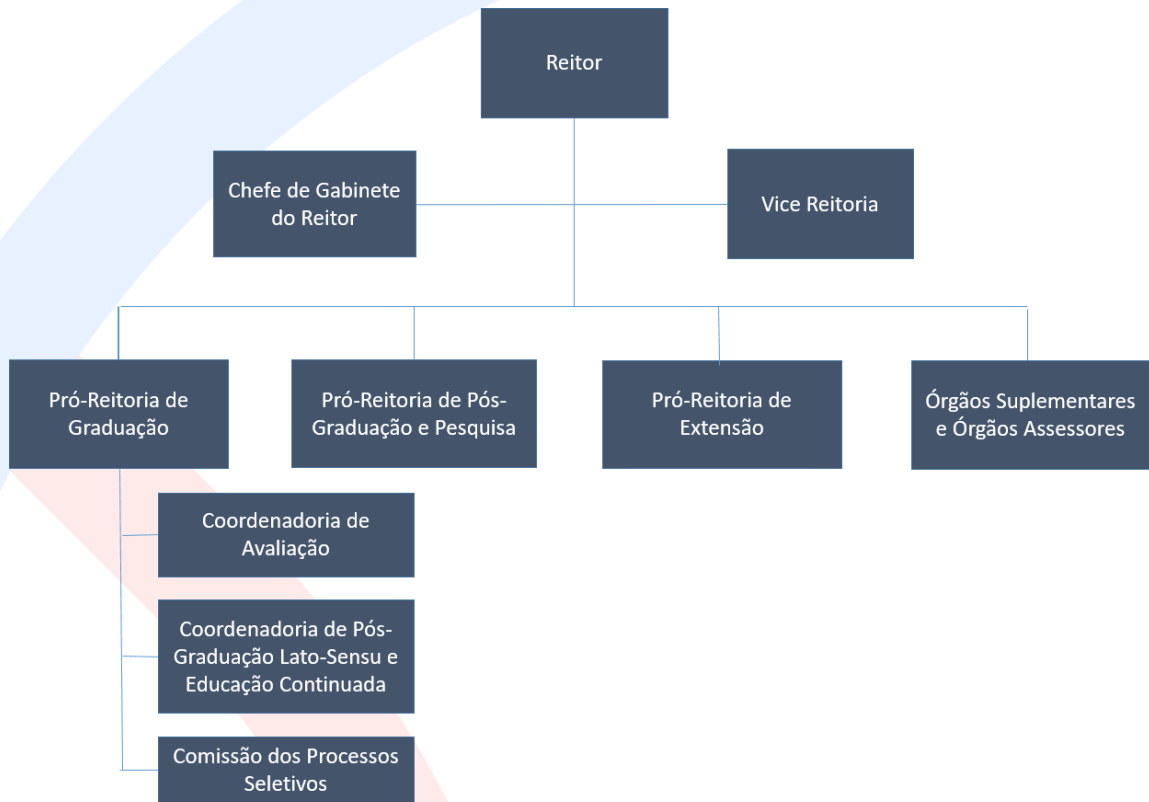 Reitor
Chefe de Gabinete
do Reitor
Vice Reitoria
Pró-Reitoria de
Graduação
Pró-Reitoria de Pós-
Graduação e Pesquisa
Pró-Reitoria de
Extensão
Órgãos Suplementares
e Órgãos Assessores
Coordenadoria de
Avaliação
Coordenadoria de Pós-
Graduação Lato-Sensu e
Educação Continuada
Comissão dos Processos
Seletivos